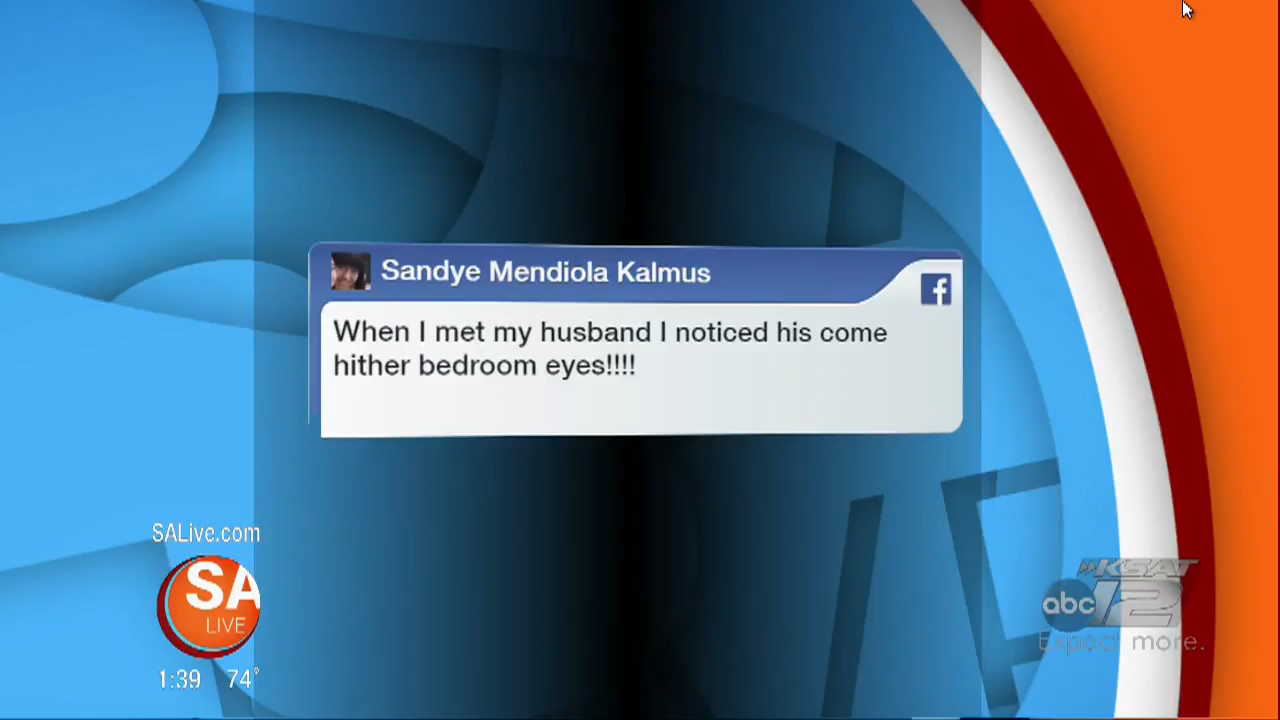 Sandye Mendiola Kalmus
f
When I met my husband I noticed his come
hither bedroom eyes!!!!
SALive.com
SA
LIVE
1:39 74°
KSAT
abc 12
Expect more.